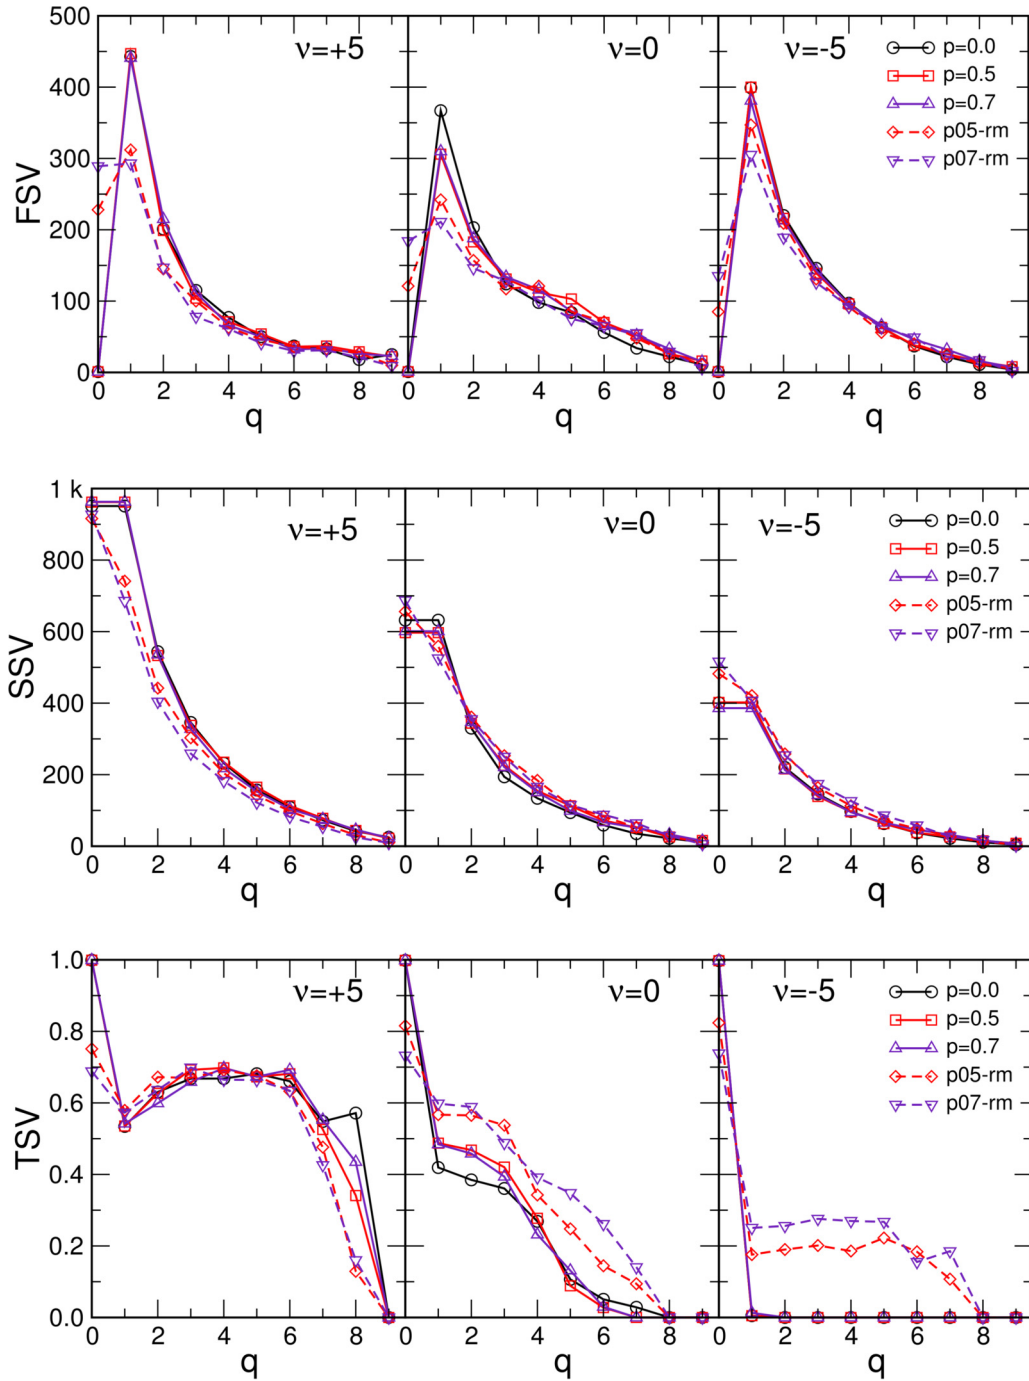 500
400
300
200
100
0
FSV
ν=+5
ν=0
ν=-5
p=0.0
p=0.5
p=0.7
p05-rm
p07-rm
0 2 4 6 8 0 2 4 6 8 0 2 4 6 8
q q q
1 k
800
600
400
200
0
SSV
ν=+5
ν=0
ν=-5
p=0.0
p=0.5
p=0.7
p05-rm
p07-rm
0 2 4 6 8 0 2 4 6 8 0 2 4 6 8
q q q
1.0
0.8
0.6
0.4
0.2
0.0
TSV
ν=+5
ν=0
ν=-5
p=0.0
p=0.5
p=0.7
p05-rm
p07-rm
0 2 4 6 8 0 2 4 6 8 0 2 4 6 8
q q q